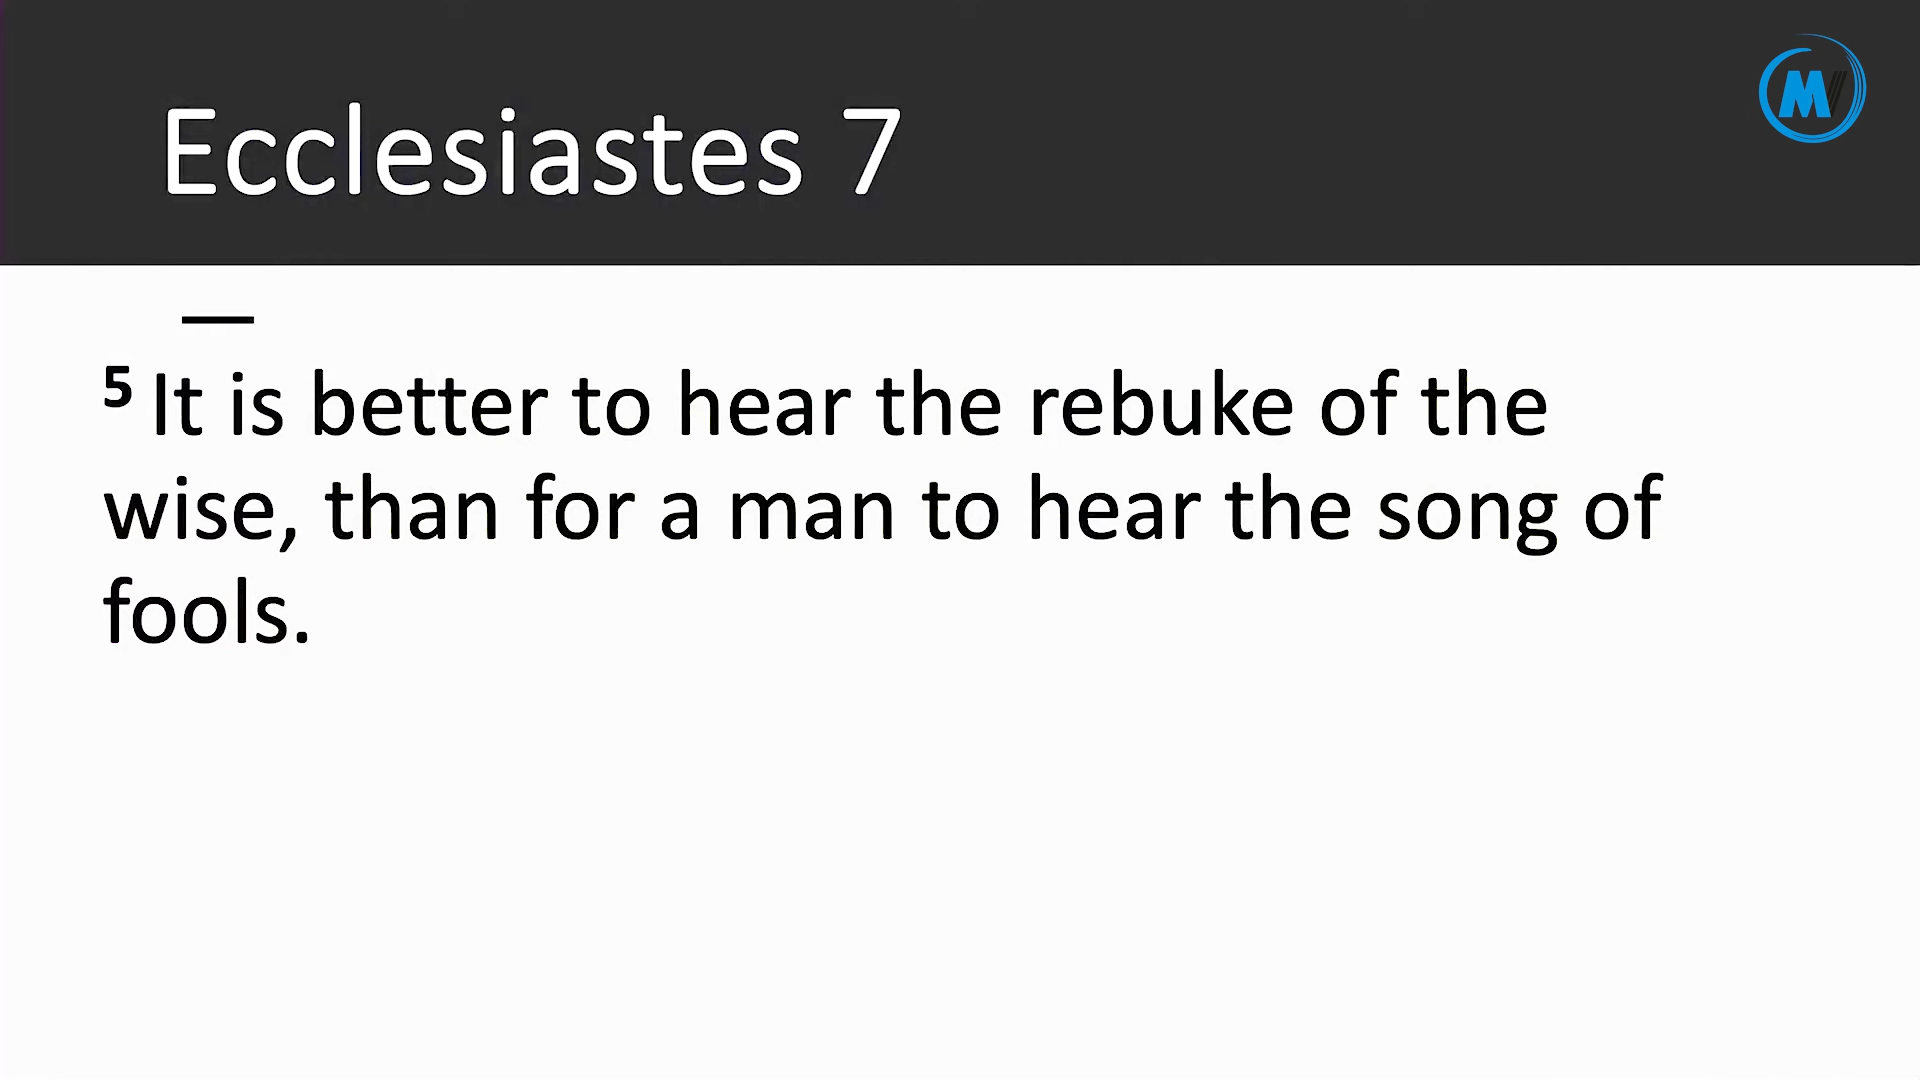 Ecclesiastes 7
M
5 It is better to hear the rebuke of the
wise, than for a man to hear the song of
fools.